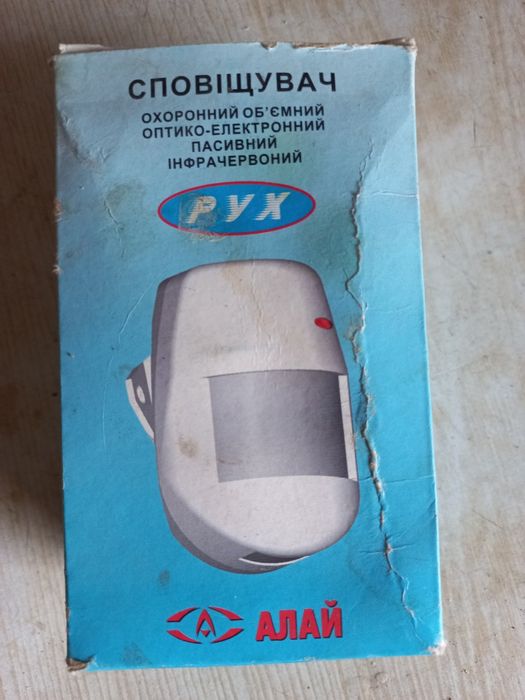 СПОВІЩУВАЧ
ОХОРОННИЙ ОБ'ЄМНИЙ
ОПТИКО-ЕЛЕКТРОННИЙ
ПАСИВНИЙ
ІНФРАЧЕРВОНИЙ
РУХ
АЛАЙ